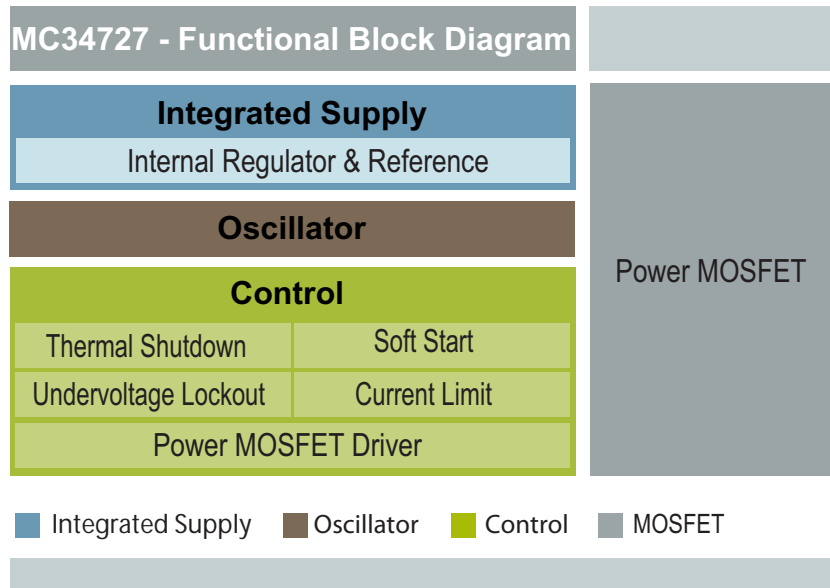 MC34727 - Functional Block Diagram
Integrated Supply
Internal Regulator & Reference
Oscillator
Control
Thermal Shutdown
Soft Start
Undervoltage Lockout
Current Limit
Power MOSFET Driver
Power MOSFET
Integrated Supply
Oscillator
Control
MOSFET